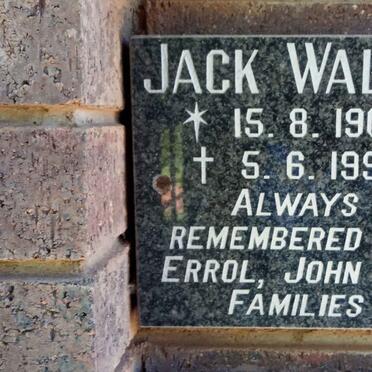 JACK WAL
* 15. 8. 190
† 5. 6. 199
ALWAYS
REMEMBERED
ERROL, JOHN
FAMILIES